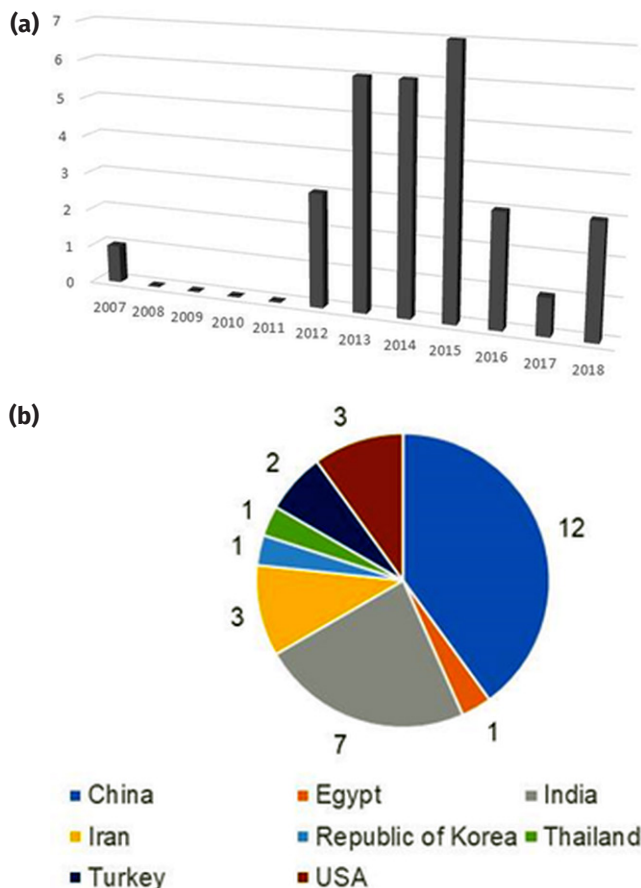 (a)
7
6
5
4
3
2
1
0
2007 2008 2009 2010 2011 2012 2013 2014 2015 2016 2017 2018
(b)
3
2
12
1
1
3
1
7
China Egypt India
Iran Republic of Korea Thailand
Turkey USA